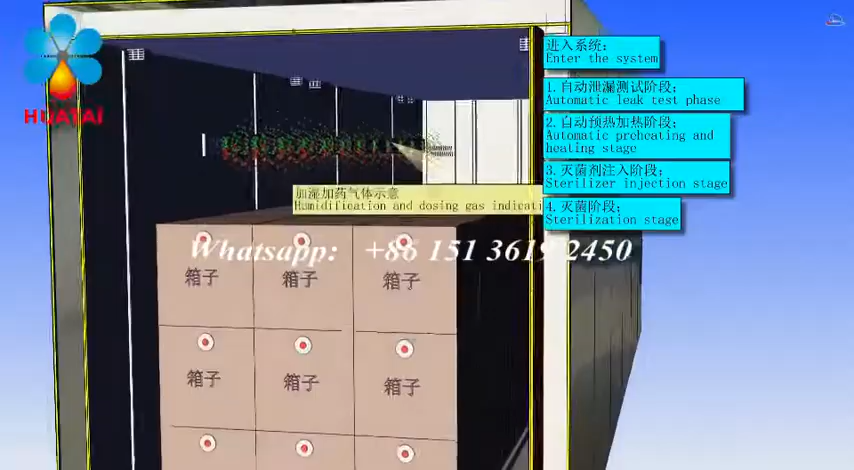 HUATAI
进入系统:
Enter the system
1.自动泄漏测试阶段;
Automatic leak test phase
2.自动预热加热阶段;
Automatic preheating and
heating stage
3.灭菌剂注入阶段;
Sterilizer injection stage
4.灭菌阶段;
Sterilization stage
加湿加药气体示意
Humidification and dosing gas indicati
Whatsapp: +86 151 3619 2450
箱子 箱子 箱子
箱子 箱子 箱子